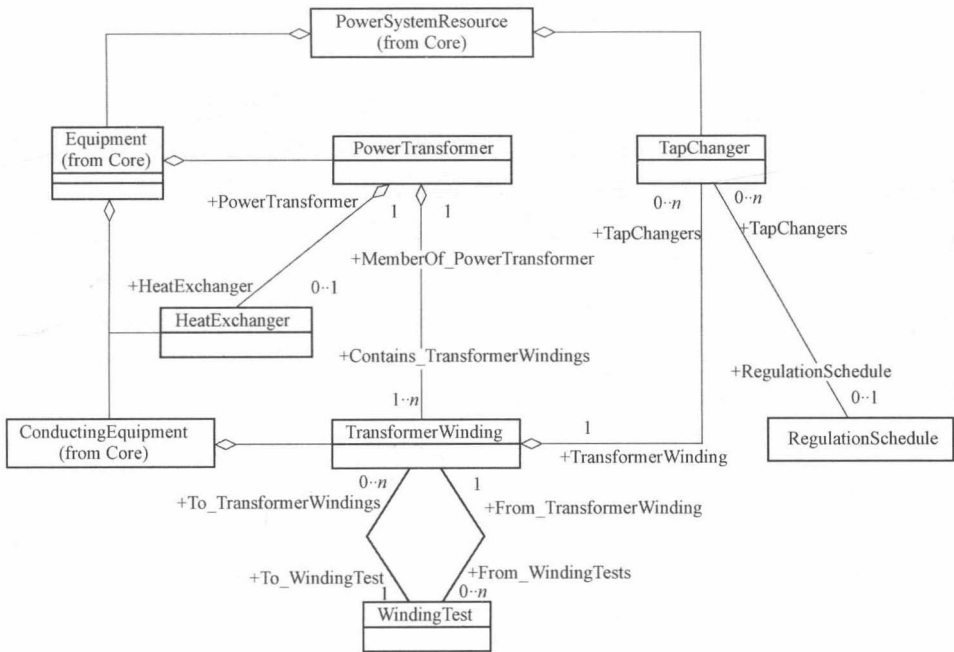 PowerSystemResource
(from Core)
Equipment
(from Core)
PowerTransformer
TapChanger
+PowerTransformer
1
1
0··n
0··n
+TapChangers
+TapChangers
+MemberOf_PowerTransformer
+HeatExchanger
0··1
HeatExchanger
+Contains_TransformerWindings
+RegulationSchedule
1··n
0··1
ConductingEquipment
(from Core)
TransformerWinding
1
RegulationSchedule
+TransformerWinding
0··n
1
+To_TransformerWindings
+From_TransformerWinding
+To_WindingTest
+From_WindingTests
1
0··n
WindingTest